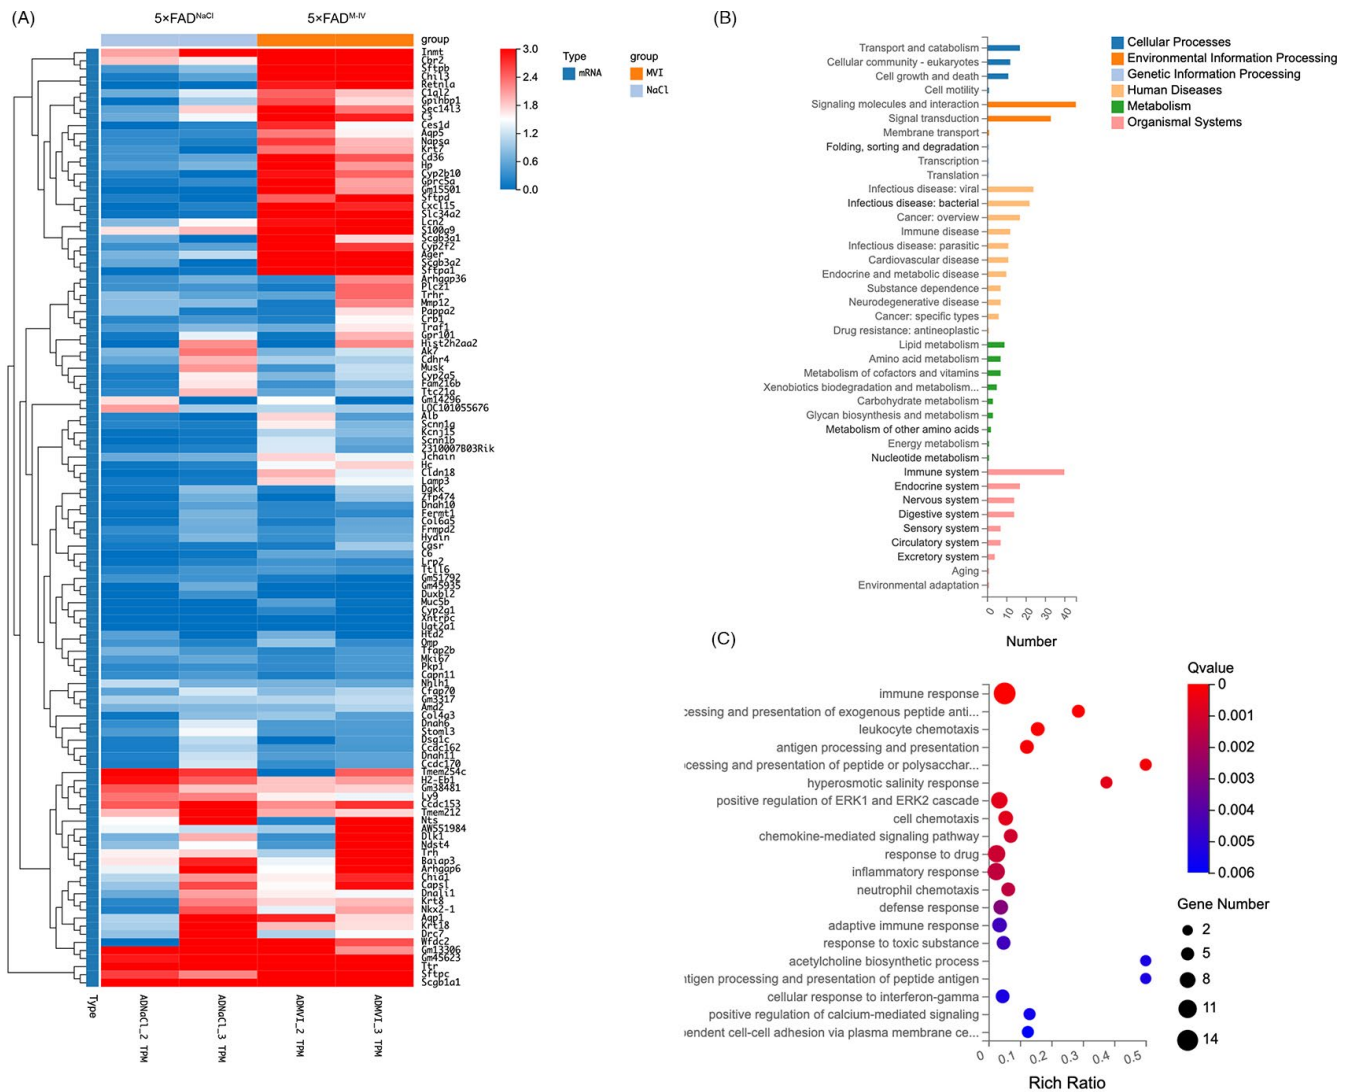 (A)
5×FAD^NaCl 5×FAD^M-IV
group
Inmt
Cbr2
Sftpb
Chil3
Retnla
C1ql2
Gpihbp1
Sec14l3
C3
Ces1d
Aqp5
Napsa
Krt7
Cd36
Hp
Cyp2b10
Gprc5a
Gm15501
Sftpd
Cxcl15
Slc34a2
Lcn2
S100g9
Scgb3a1
Cyp2f2
Ager
Scgb3a2
Sftpa1
Arhgap36
Plcz1
Trhr
Mmp12
Pappa2
Crb1
Traf1
Gpr101
Hist2h2aa2
Ak7
Cdhr4
Musk
Cyp2a5
Fam216b
Ttc21a
Gm14296
LOC101055676
Alb
Scnn1g
Kcnj15
Scnn1b
2310007B03Rik
Jchain
Hc
Cldn18
Lamp3
Dgkk
Zfp474
Dnah10
Fermt1
Col6a5
Frmpd2
Hydin
Casr
C6
Lrp2
Ttll6
Gm51792
Gm45935
Duxbl2
Muc5b
Cyp2g1
Xntrpc
Ugt2a1
Htd2
Omp
Tfap2b
Mki67
Pkp1
Capn11
Nhlh1
Cfap70
Gm3317
Amd2
Col4g3
Dnah6
Stoml3
Dsg1c
Ccdc162
Dnah11
Ccdc170
Tmem254c
H2-Eb1
Gm38481
Ly9
Ccdc153
Tmem212
Nts
AW551984
Dlk1
Ndst4
Trh
Baiap3
Arhgap6
Chia1
Capsl
Dnali1
Krt8
Nkx2-1
Aqp1
Krt18
Drc7
Wfdc2
Gm13306
Gm45623
Ttr
Sftpc
Scgb1a1
Type
ADNaCl_2 TPM
ADNaCl_3 TPM
ADMVI_2 TPM
ADMVI_3 TPM
3.0
2.4
1.8
1.2
0.6
0.0
Type
mRNA
group
MVI
NaCl
(B)
Transport and catabolism
Cellular community - eukaryotes
Cell growth and death
Cell motility
Signaling molecules and interaction
Signal transduction
Membrane transport
Folding, sorting and degradation
Transcription
Translation
Infectious disease: viral
Infectious disease: bacterial
Cancer: overview
Immune disease
Infectious disease: parasitic
Cardiovascular disease
Endocrine and metabolic disease
Substance dependence
Neurodegenerative disease
Cancer: specific types
Drug resistance: antineoplastic
Lipid metabolism
Amino acid metabolism
Metabolism of cofactors and vitamins
Xenobiotics biodegradation and metabolism...
Carbohydrate metabolism
Glycan biosynthesis and metabolism
Metabolism of other amino acids
Energy metabolism
Nucleotide metabolism
Immune system
Endocrine system
Nervous system
Digestive system
Sensory system
Circulatory system
Excretory system
Aging
Environmental adaptation
0 10 20 30 40
Number
Cellular Processes
Environmental Information Processing
Genetic Information Processing
Human Diseases
Metabolism
Organismal Systems
(C)
immune response
cessing and presentation of exogenous peptide anti...
leukocyte chemotaxis
antigen processing and presentation
cessing and presentation of peptide or polysacchar...
hyperosmotic salinity response
positive regulation of ERK1 and ERK2 cascade
cell chemotaxis
chemokine-mediated signaling pathway
response to drug
inflammatory response
neutrophil chemotaxis
defense response
adaptive immune response
response to toxic substance
acetylcholine biosynthetic process
ntigen processing and presentation of peptide antigen
cellular response to interferon-gamma
positive regulation of calcium-mediated signaling
endent cell-cell adhesion via plasma membrane ce...
0 0.1 0.2 0.3 0.4 0.5
Rich Ratio
Qvalue
0
0.001
0.002
0.003
0.004
0.005
0.006
Gene Number
2
5
8
11
14